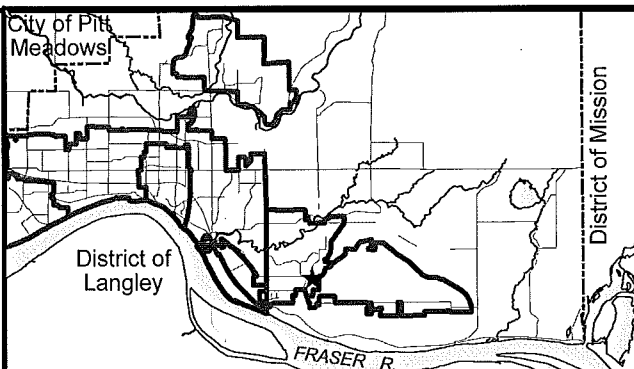 City of Pitt
Meadows
District of Mission
District of
Langley
FRASER R.